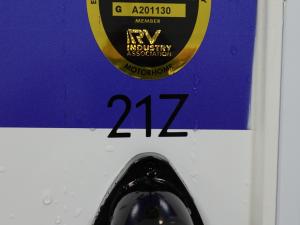 G A201130
MEMBER
RV
INDUSTRY
ASSOCIATION
MOTORHOME
21Z